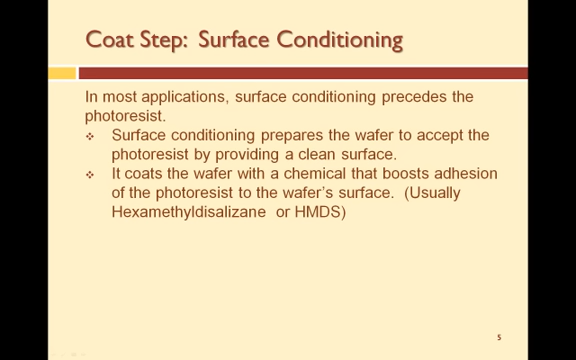 Coat Step: Surface Conditioning
In most applications, surface conditioning precedes the
photoresist.
❖ Surface conditioning prepares the wafer to accept the
photoresist by providing a clean surface.
❖ It coats the wafer with a chemical that boosts adhesion
of the photoresist to the wafer's surface. (Usually
Hexamethyldisalizane or HMDS)
5